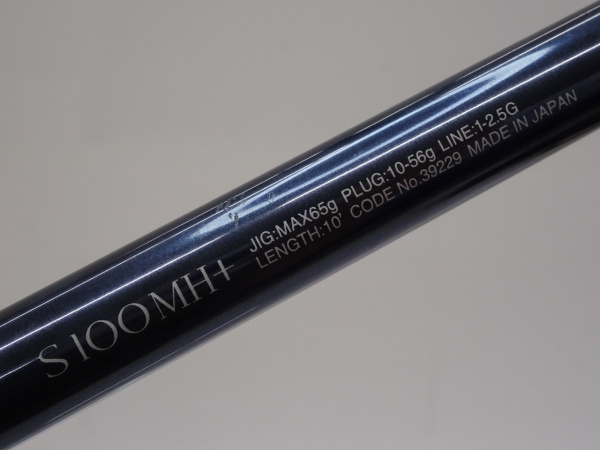 S100MH+
JIG:MAX65g PLUG:10-56g LINE:1-2.5G
LENGTH:10' CODE No.39229 MADE IN JAPAN